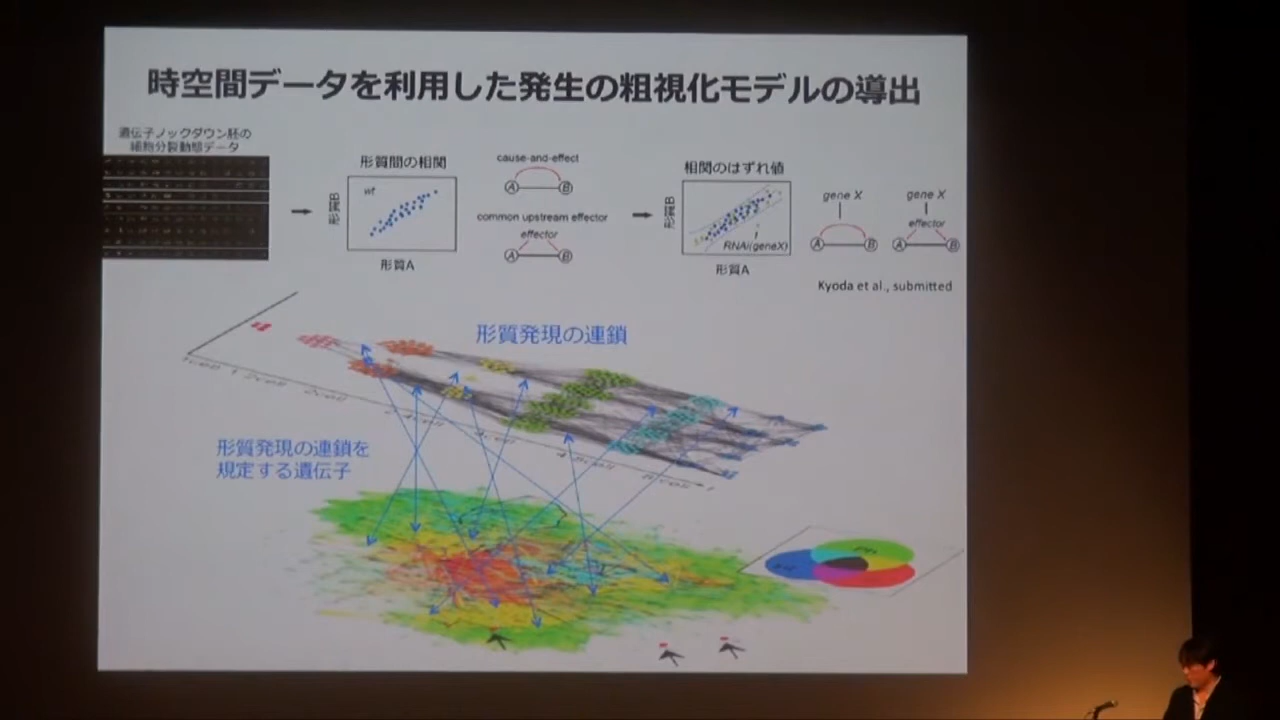 時空間データを利用した発生の粗視化モデルの導出
遺伝子ノックダウン胚の
細胞分裂動態データ
形質間の相関
形質B
wt
形質A
cause-and-effect
A B
common upstream effector
effector
A B
相関のはずれ値
形質B
RNAi(geneX)
形質A
gene X
A B
gene X
effector
A B
Kyoda et al., submitted
形質発現の連鎖
2cell
4-8cell
形質発現の連鎖を
規定する遺伝子